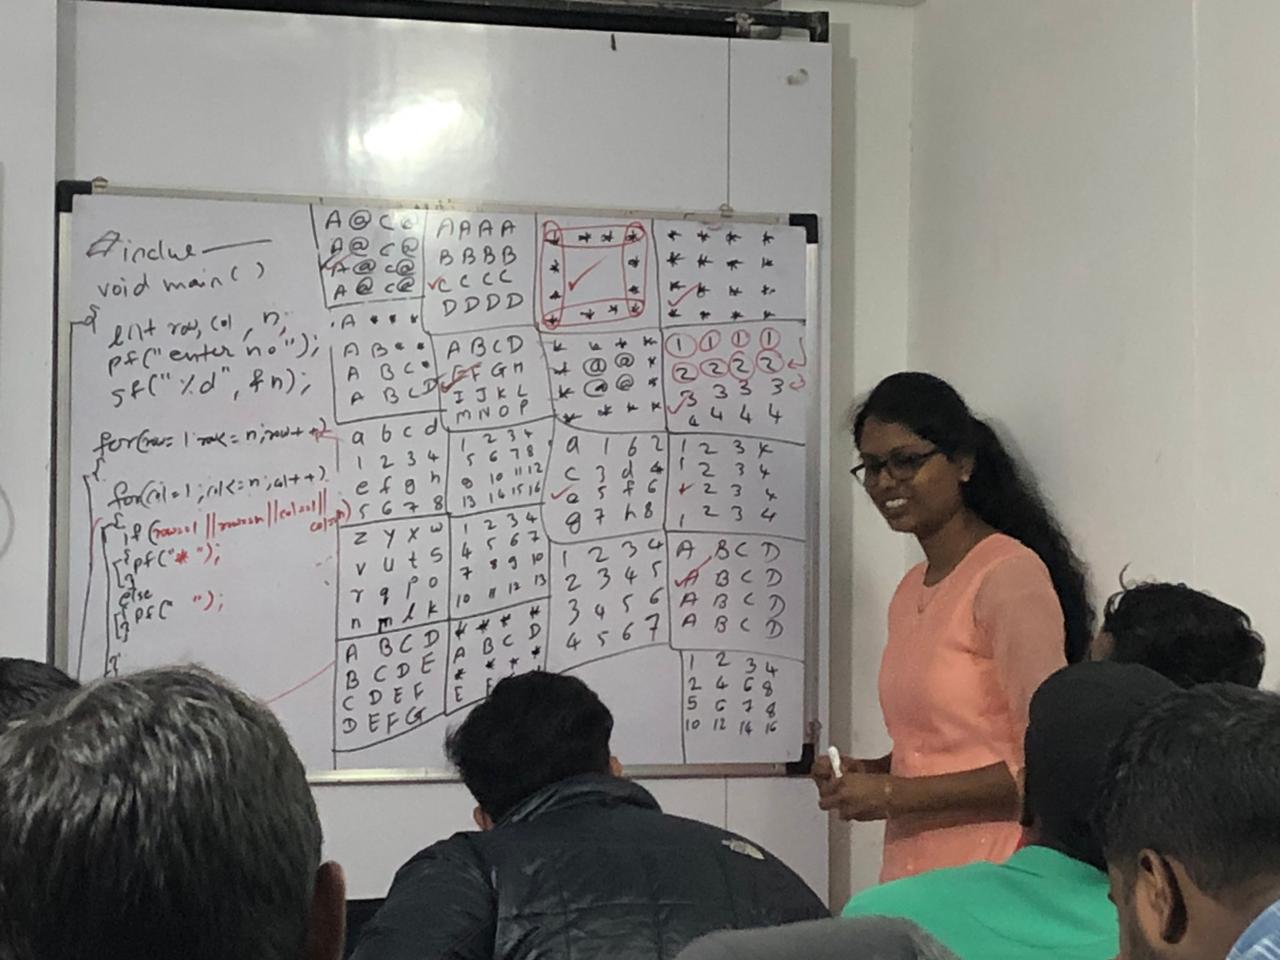 #inclue
void main()
{
int row, col, n;
pf("enter no");
sf("%d", &n);
for(row=1; row<=n; row++)
{
for(col=1; col<=n; col++)
{
if(row==1||row==n||col==1||
col==n)
{pf("*");
}
else
{pf(" ");
}
}
A @ C @
A @ C @
A @ C @
A @ C @
A A A A
B B B B
C C C C
D D D D
* * * *
* *
* *
* * * *
* * * *
* * * *
* * * *
* * * *
A * * *
A B * *
A B C *
A B C D
A B C D
E F G H
I J K L
M N O P
* * * *
* @ @ *
* @ @ *
* * * *
1 1 1 1
2 2 2 2
3 3 3 3
4 4 4 4
a b c d
1 2 3 4
e f g h
5 6 7 8
1 2 3 4
5 6 7 8
9 10 11 12
13 14 15 16
a 1 b 2
c 3 d 4
e 5 f 6
g 7 h 8
1 2 3 4
1 2 3 4
1 2 3 4
1 2 3 4
z y x w
v u t s
r q p o
n m l k
1 2 3 4
4 5 6 7
7 8 9 10
10 11 12 13
1 2 3 4
2 3 4 5
3 4 5 6
4 5 6 7
A B C D
A B C D
A B C D
A B C D
A B C D
B C D E
C D E F
D E F G
* * * *
A B C D
* * * *
E
1 2 3 4
2 4 6 8
5 6 7 8
10 12 14 16